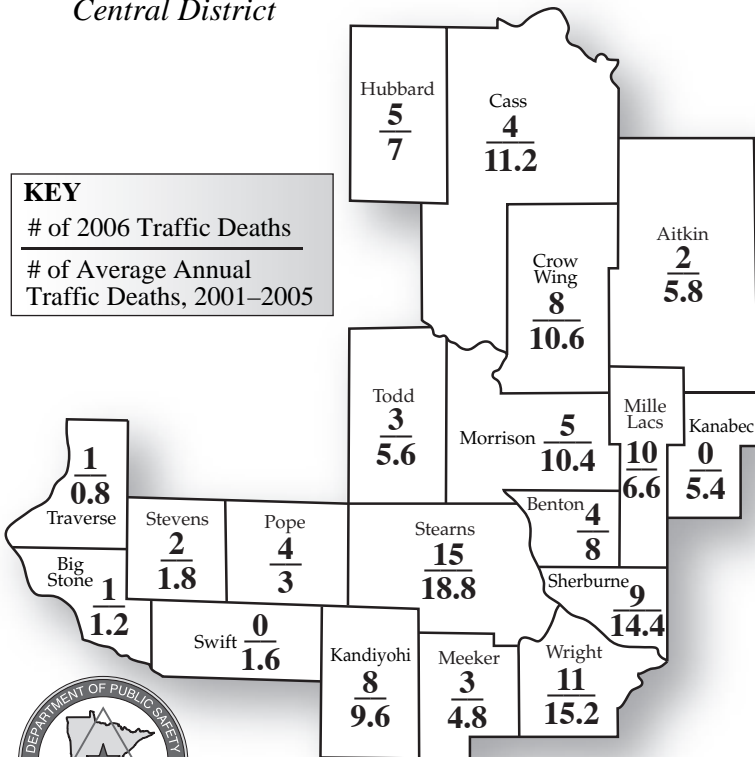 Central District
Hubbard
5
7
Cass
4
11.2
KEY
# of 2006 Traffic Deaths
# of Average Annual
Traffic Deaths, 2001–2005
Aitkin
2
5.8
Crow
Wing
8
10.6
Todd
3
5.6
Morrison 5
10.4
Mille
Lacs
10
6.6
Kanabec
0
5.4
1
0.8
Traverse
Stevens
2
1.8
Pope
4
3
Stearns
15
18.8
Benton 4
8
Big
Stone 1
1.2
Sherburne 9
14.4
Swift 0
1.6
Kandiyohi
8
9.6
Meeker
3
4.8
Wright
11
15.2
DEPARTMENT OF PUBLIC SAFETY